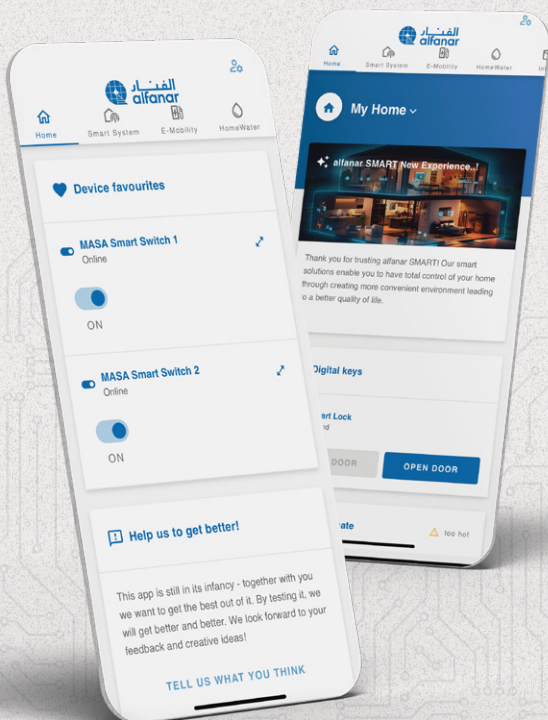 الفنار
alfanar
Home
Smart System
E-Mobility
HomeWater
Device favourites
MASA Smart Switch 1
Online
ON
MASA Smart Switch 2
Online
ON
Help us to get better!
This app is still in its infancy - together with you
we want to get the best out of it. By testing it, we
will get better and better. We look forward to your
feedback and creative ideas!
TELL US WHAT YOU THINK
الفنار
alfanar
Home
Smart System
E-Mobility
HomeWater
My Home
alfanar SMART New Experience..!
Thank you for trusting alfanar SMART! Our smart
solutions enable you to have total control of your home
through creating more convenient environment leading
to a better quality of life.
Digital keys
Lock
DOOR
OPEN DOOR
too hot